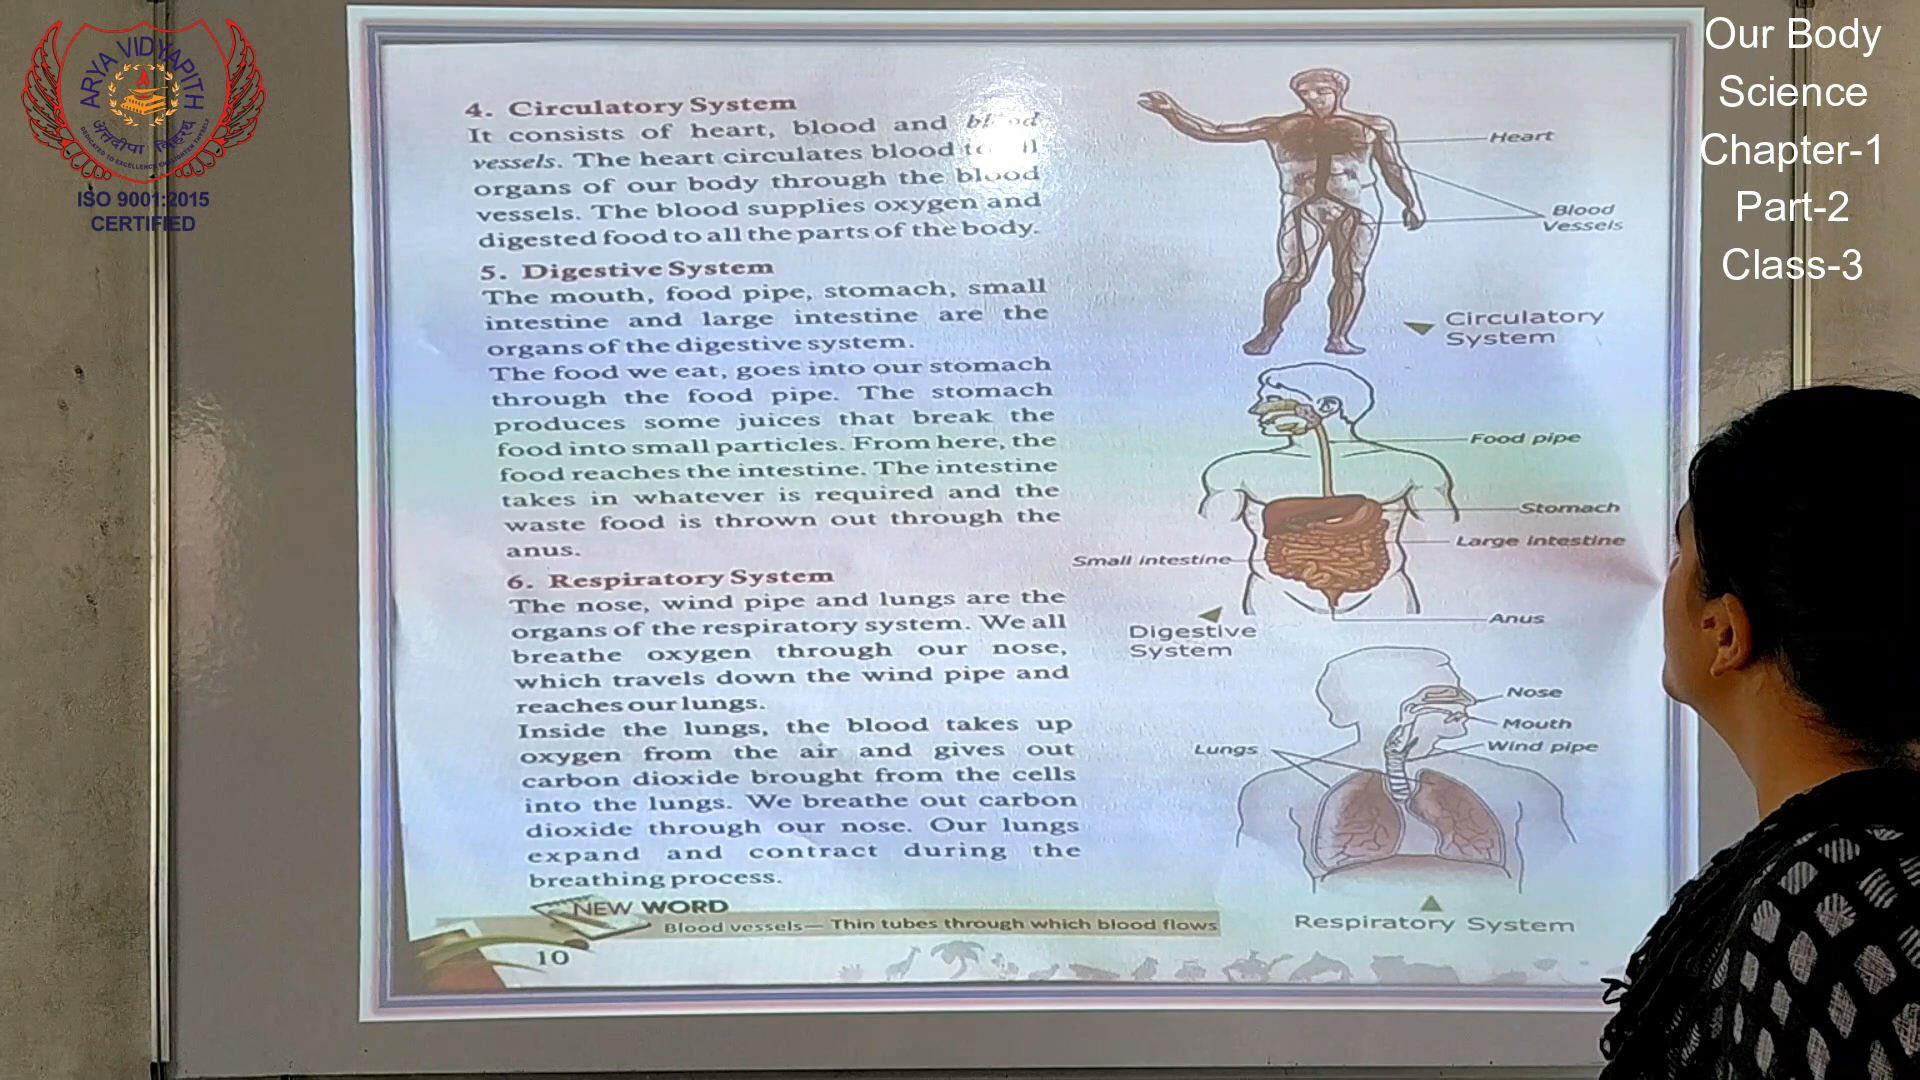 ARYA VIDYAPITH
ISO 9001:2015
CERTIFIED
4. Circulatory System
It consists of heart, blood and blood
vessels. The heart circulates blood to all
organs of our body through the blood
vessels. The blood supplies oxygen and
digested food to all the parts of the body.
5. Digestive System
The mouth, food pipe, stomach, small
intestine and large intestine are the
organs of the digestive system.
The food we eat, goes into our stomach
through the food pipe. The stomach
produces some juices that break the
food into small particles. From here, the
food reaches the intestine. The intestine
takes in whatever is required and the
waste food is thrown out through the
anus.
6. Respiratory System
The nose, wind pipe and lungs are the
organs of the respiratory system. We all
breathe oxygen through our nose,
which travels down the wind pipe and
reaches our lungs.
Inside the lungs, the blood takes up
oxygen from the air and gives out
carbon dioxide brought from the cells
into the lungs. We breathe out carbon
dioxide through our nose. Our lungs
expand and contract during the
breathing process.
NEW WORD
Blood vessels— Thin tubes through which blood flows
10
Heart
Blood
Vessels
Circulatory
System
Food pipe
Stomach
Large intestine
Small intestine
Anus
Digestive
System
Nose
Mouth
Wind pipe
Lungs
Respiratory System
Our Body
Science
Chapter-1
Part-2
Class-3